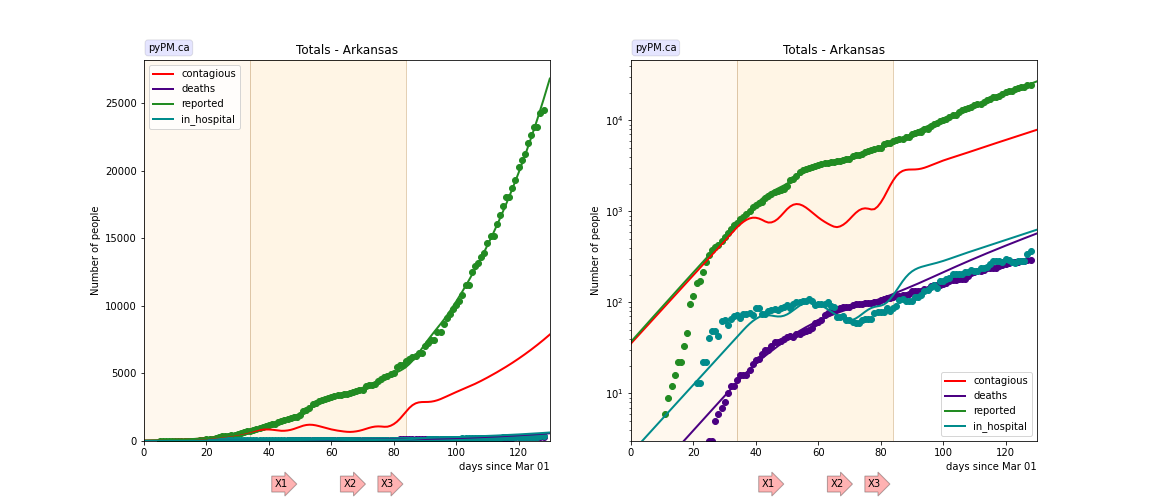 pyPM.ca
Totals - Arkansas
contagious
deaths
reported
in_hospital
Number of people
25000
20000
15000
10000
5000
0
0 20 40 60 80 100 120
days since Mar 01
X1 X2 X3
pyPM.ca
Totals - Arkansas
Number of people
10⁴
10³
10²
10¹
contagious
deaths
reported
in_hospital
0 20 40 60 80 100 120
days since Mar 01
X1 X2 X3